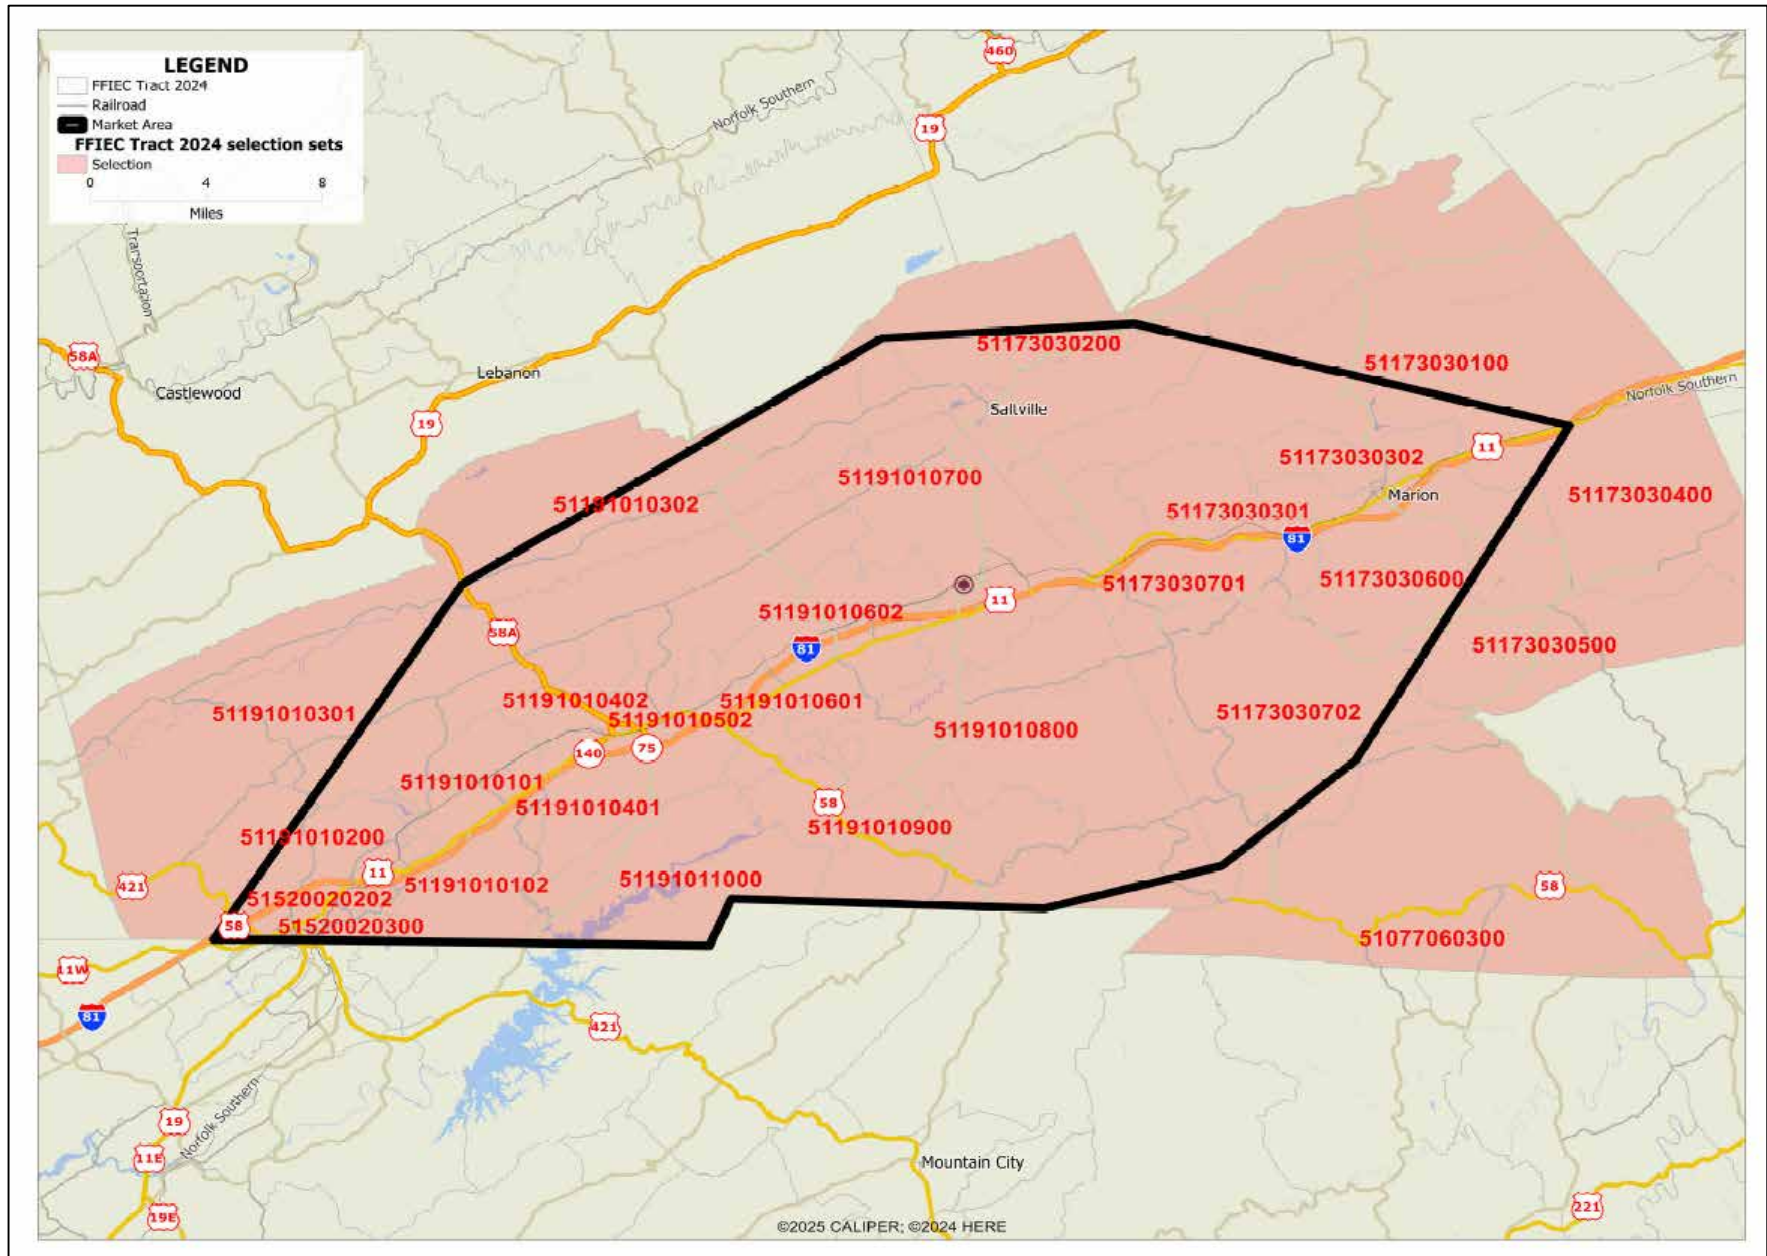 LEGEND
FFIEC Tract 2024
Railroad
Market Area
FFIEC Tract 2024 selection sets
Selection
0 4 8
Miles
460
Norfolk Southern
19
Transportation
58A
Castlewood
Lebanon
19
51173030200
51173030100
Norfolk Southern
Saltville
11
51173030302
51191010700
51173030400
Marion
51191010302
51173030301
81
51173030600
51173030701
11
51191010602
58A
81
51173030500
51191010402
51191010601
51191010301
51191010502
51173030702
51191010800
140
75
51191010101
51191010401
58
51191010900
51191010200
11
51191010102
51191011000
421
58
51520020202
58
51520020300
51077060300
11W
81
421
19
Norfolk Southern
11E
Mountain City
19E
221
©2025 CALIPER; ©2024 HERE